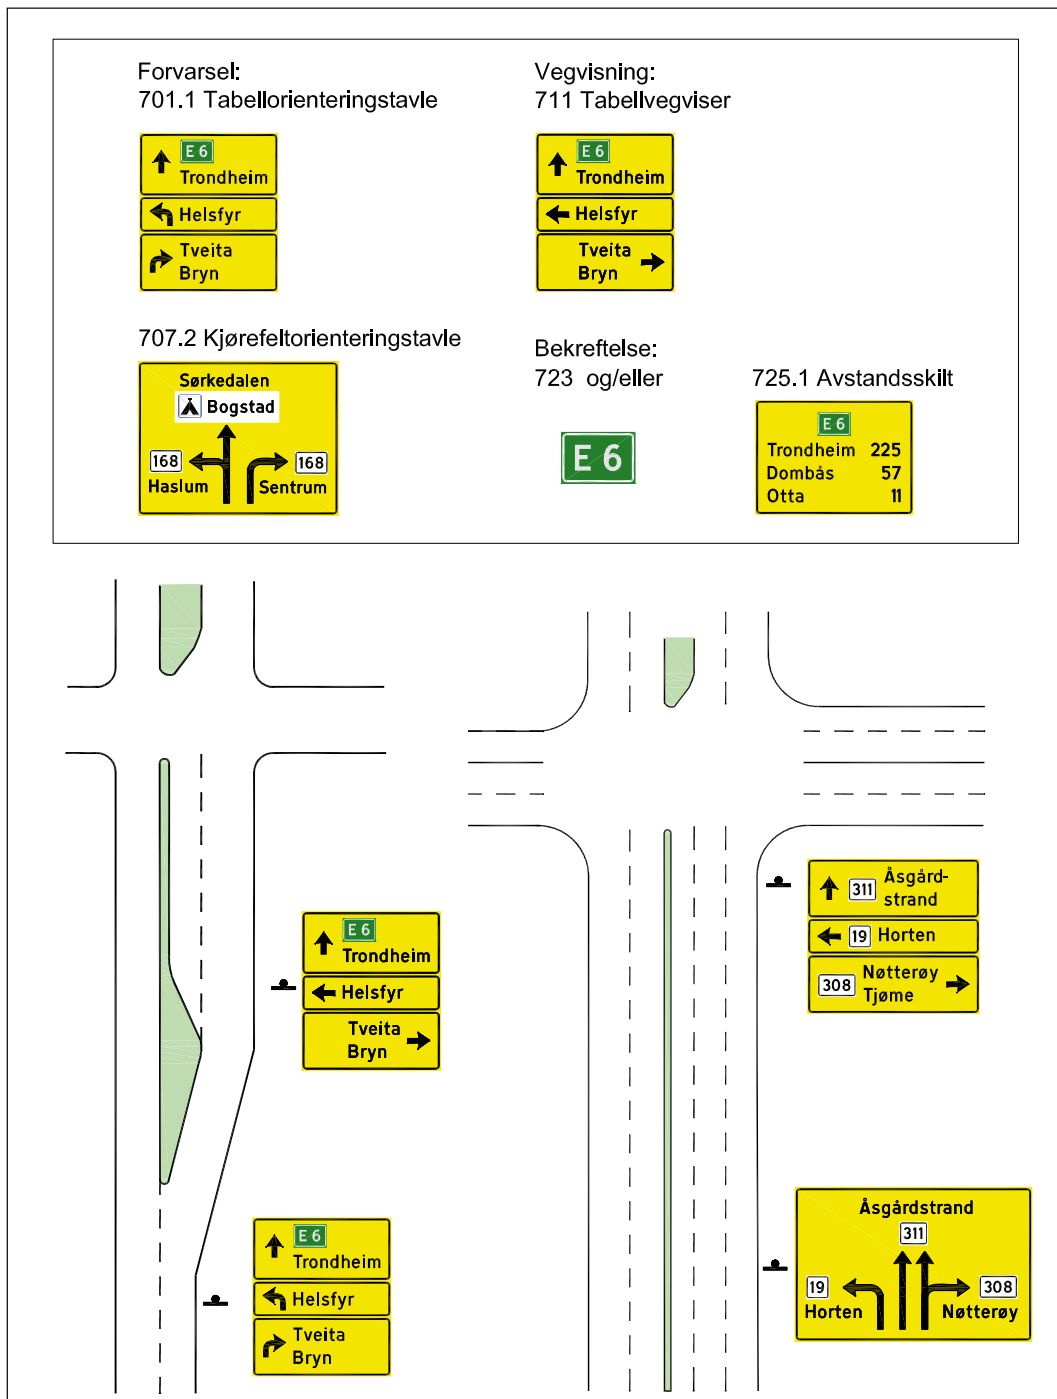 Forvarsel:
701.1 Tabellorienteringstavle
E 6
Trondheim
Helsfyr
Tveita
Bryn
Vegvisning:
711 Tabellvegviser
E 6
Trondheim
Helsfyr
Tveita
Bryn
707.2 Kjørefeltorienteringstavle
Sørkedalen
Bogstad
168 168
Haslum Sentrum
Bekreftelse:
723 og/eller
E 6
725.1 Avstandsskilt
E 6
Trondheim 225
Dombås 57
Otta 11
E 6
Trondheim
Helsfyr
Tveita
Bryn
E 6
Trondheim
Helsfyr
Tveita
Bryn
311 Åsgård-
strand
19 Horten
308 Nøtterøy
Tjøme
Åsgårdstrand
311
19 308
Horten Nøtterøy